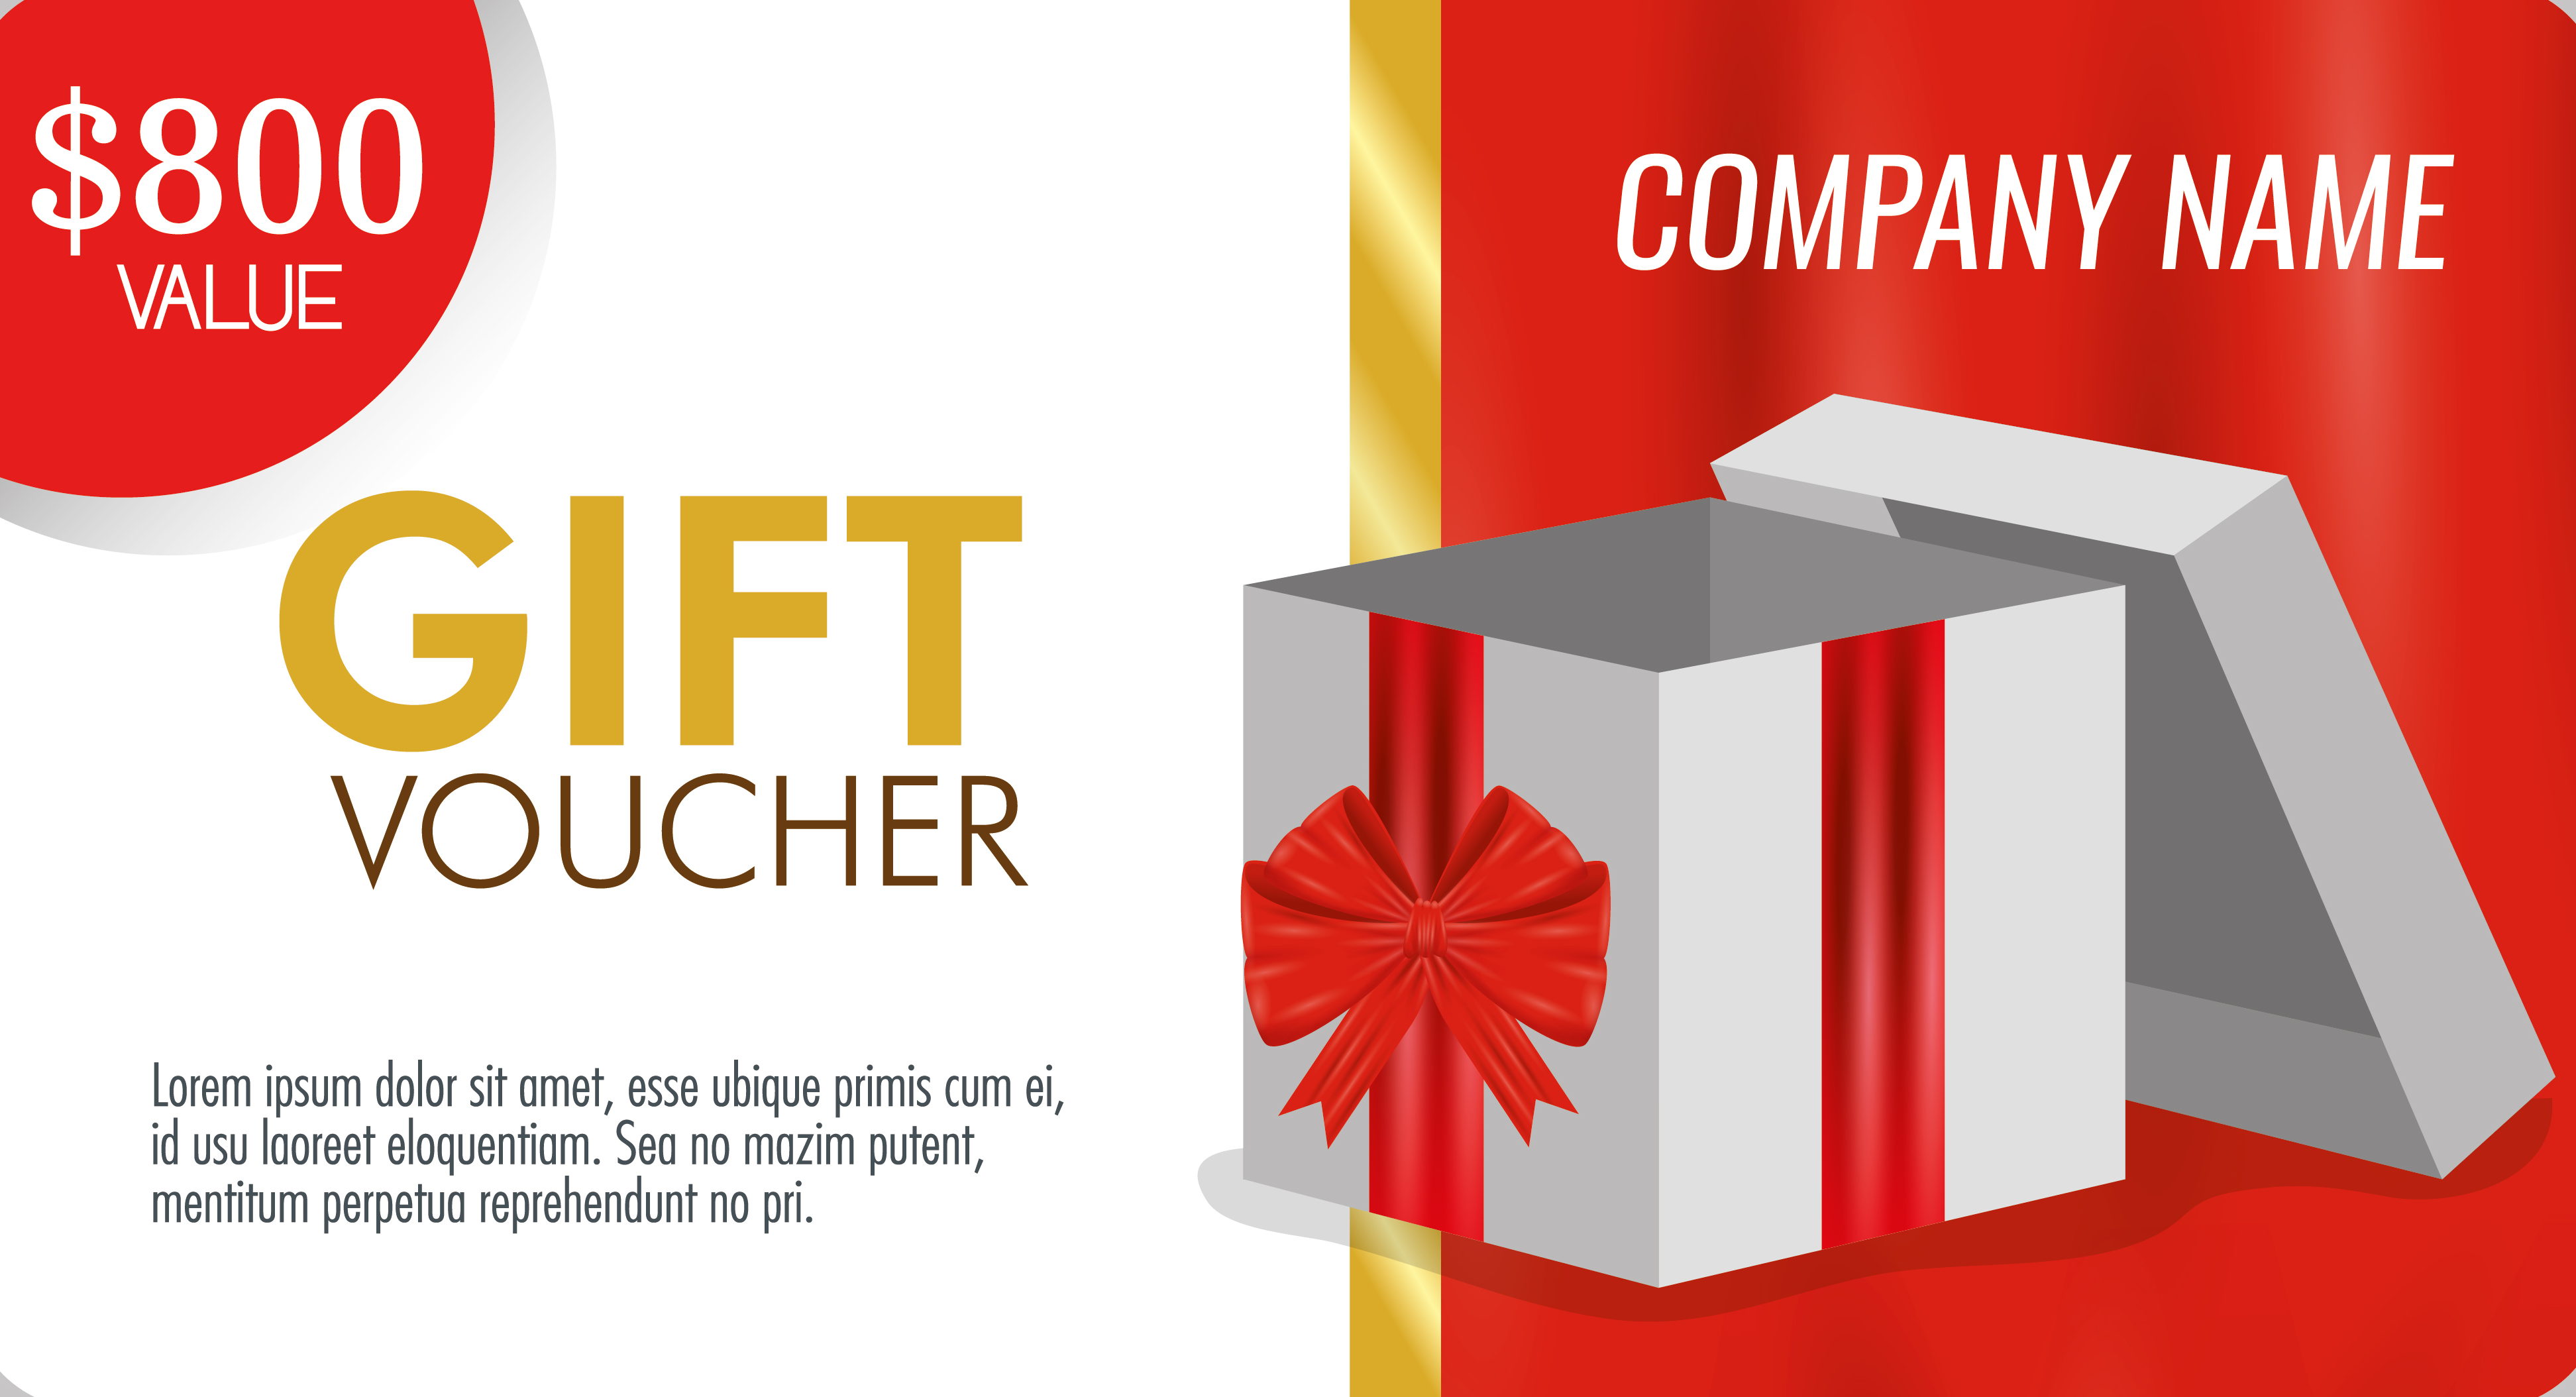 $800
VALUE
COMPANY NAME
GIFT
VOUCHER
Lorem ipsum dolor sit amet, esse ubique primis cum ei,
id usu laoreet eloquentiam. Sea no mazim putent,
mentitum perpetua reprehendunt no pri.